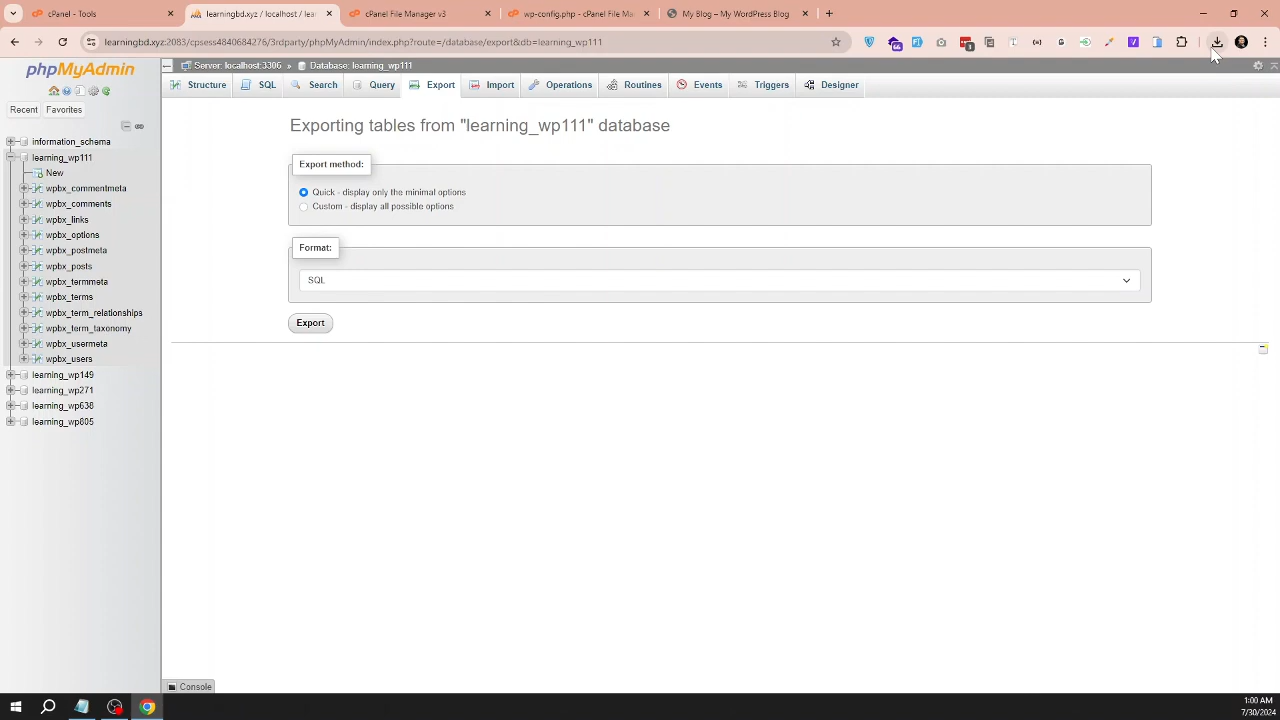 cPanel - Tools
learningbd.xyz / localhost / lea
cPanel File Manager v3
wp-config.php - cPanel File Ma
My Blog – My WordPress Blog
learningbd.xyz:2083/cpsess4840684276/3rdparty/phpMyAdmin/index.php?route=/database/export&db=learning_wp111
phpMyAdmin
Server: localhost:3306 » Database: learning_wp111
Structure SQL Search Query Export Import Operations Routines Events Triggers Designer
Recent Favorites
information_schema
learning_wp111
New
wpbx_commentmeta
wpbx_comments
wpbx_links
wpbx_options
wpbx_postmeta
wpbx_posts
wpbx_termmeta
wpbx_terms
wpbx_term_relationships
wpbx_term_taxonomy
wpbx_usermeta
wpbx_users
learning_wp149
learning_wp271
learning_wp638
learning_wp805
Exporting tables from "learning_wp111" database
Export method:
Quick - display only the minimal options
Custom - display all possible options
Format:
SQL
Export
Console
1:00 AM
7/30/2024